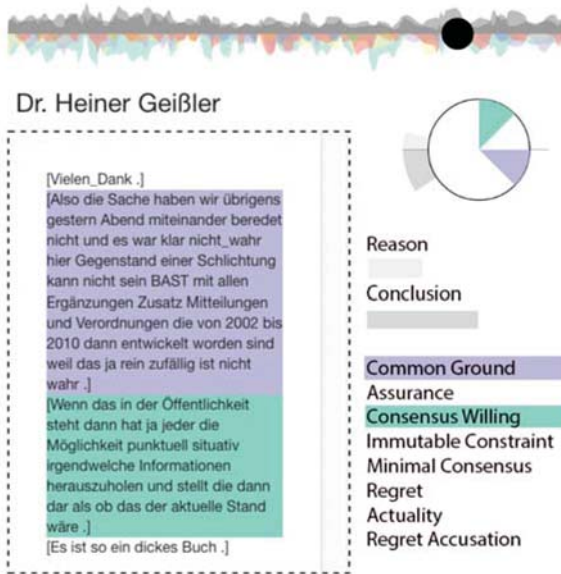 Dr. Heiner Geißler
[Vielen_Dank .]
[Also die Sache haben wir übrigens
gestern Abend miteinander beredet
nicht und es war klar nicht_wahr
hier Gegenstand einer Schlichtung
kann nicht sein BAST mit allen
Ergänzungen Zusatz Mitteilungen
und Verordnungen die von 2002 bis
2010 dann entwickelt worden sind
weil das ja rein zufällig ist nicht
wahr .]
[Wenn das in der Öffentlichkeit
steht dann hat ja jeder die
Möglichkeit punktuell situativ
irgendwelche Informationen
herauszuholen und stellt die dann
dar als ob das der aktuelle Stand
wäre .]
[Es ist so ein dickes Buch .]
Reason
Conclusion
Common Ground
Assurance
Consensus Willing
Immutable Constraint
Minimal Consensus
Regret
Actuality
Regret Accusation